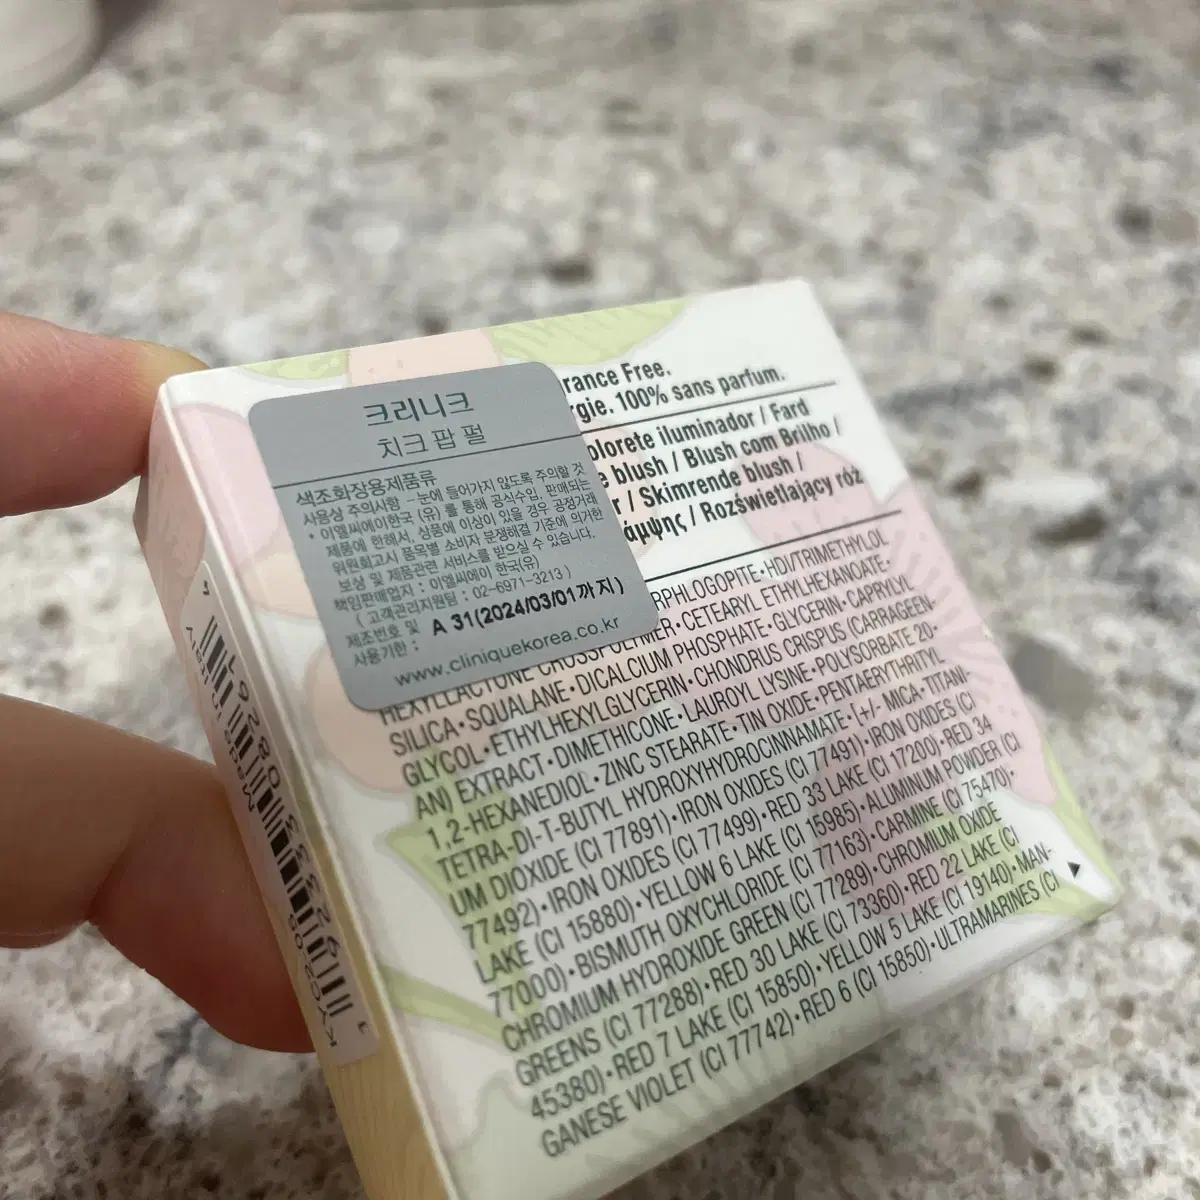 크리니크
치크 팝 펄
색조화장용제품류
사용상 주의사항 – 눈에 들어가지 않도록 주의할 것
• 이엘씨에이한국 (유) 를 통해 공식수입, 판매되는
제품에 한해서, 상품에 이상이 있을 경우 공정거래
위원회고시 품목별 소비자 분쟁해결 기준에 의거한
보상 및 제품관련 서비스를 받으실 수 있습니다.
책임판매업자 : 이엘씨에이 한국(유)
( 고객관리지원팀 : 02-6971-3213 )
제조번호 및
사용기한 : A 31(2024/03/01까지)
www.cliniquekorea.co.kr
rance Free.
rgie. 100% sans parfum.
olorete iluminador / Fard
e blush / Blush com Brilho /
r / Skimrende blush /
άμψης / Rozświetlający róż
RPHLOGOPITE•HDI/TRIMETHYLOL
HEXYLLACTONE CROSSPOLYMER•CETEARYL ETHYLHEXANOATE•
SILICA•SQUALANE•DICALCIUM PHOSPHATE•GLYCERIN•CAPRYLYL
GLYCOL•ETHYLHEXYLGLYCERIN•CHONDRUS CRISPUS (CARRAGEEN-
AN) EXTRACT•DIMETHICONE•LAUROYL LYSINE•POLYSORBATE 20•
1,2-HEXANEDIOL•ZINC STEARATE•TIN OXIDE•PENTAERYTHRITYL
TETRA-DI-T-BUTYL HYDROXYHYDROCINNAMATE•[+/- MICA•TITANI-
UM DIOXIDE (CI 77891)•IRON OXIDES (CI 77491)•IRON OXIDES (CI
77492)•IRON OXIDES (CI 77499)•RED 33 LAKE (CI 17200)•RED 34
LAKE (CI 15880)•YELLOW 6 LAKE (CI 15985)•ALUMINUM POWDER (CI
77000)•BISMUTH OXYCHLORIDE (CI 77163)•CARMINE (CI 75470)•
CHROMIUM HYDROXIDE GREEN (CI 77289)•CHROMIUM OXIDE
GREENS (CI 77288)•RED 30 LAKE (CI 73360)•RED 22 LAKE (CI
45380)•RED 7 LAKE (CI 15850)•YELLOW 5 LAKE (CI 19140)•MAN-
GANESE VIOLET (CI 77742)•RED 6 (CI 15850)•ULTRAMARINES (CI